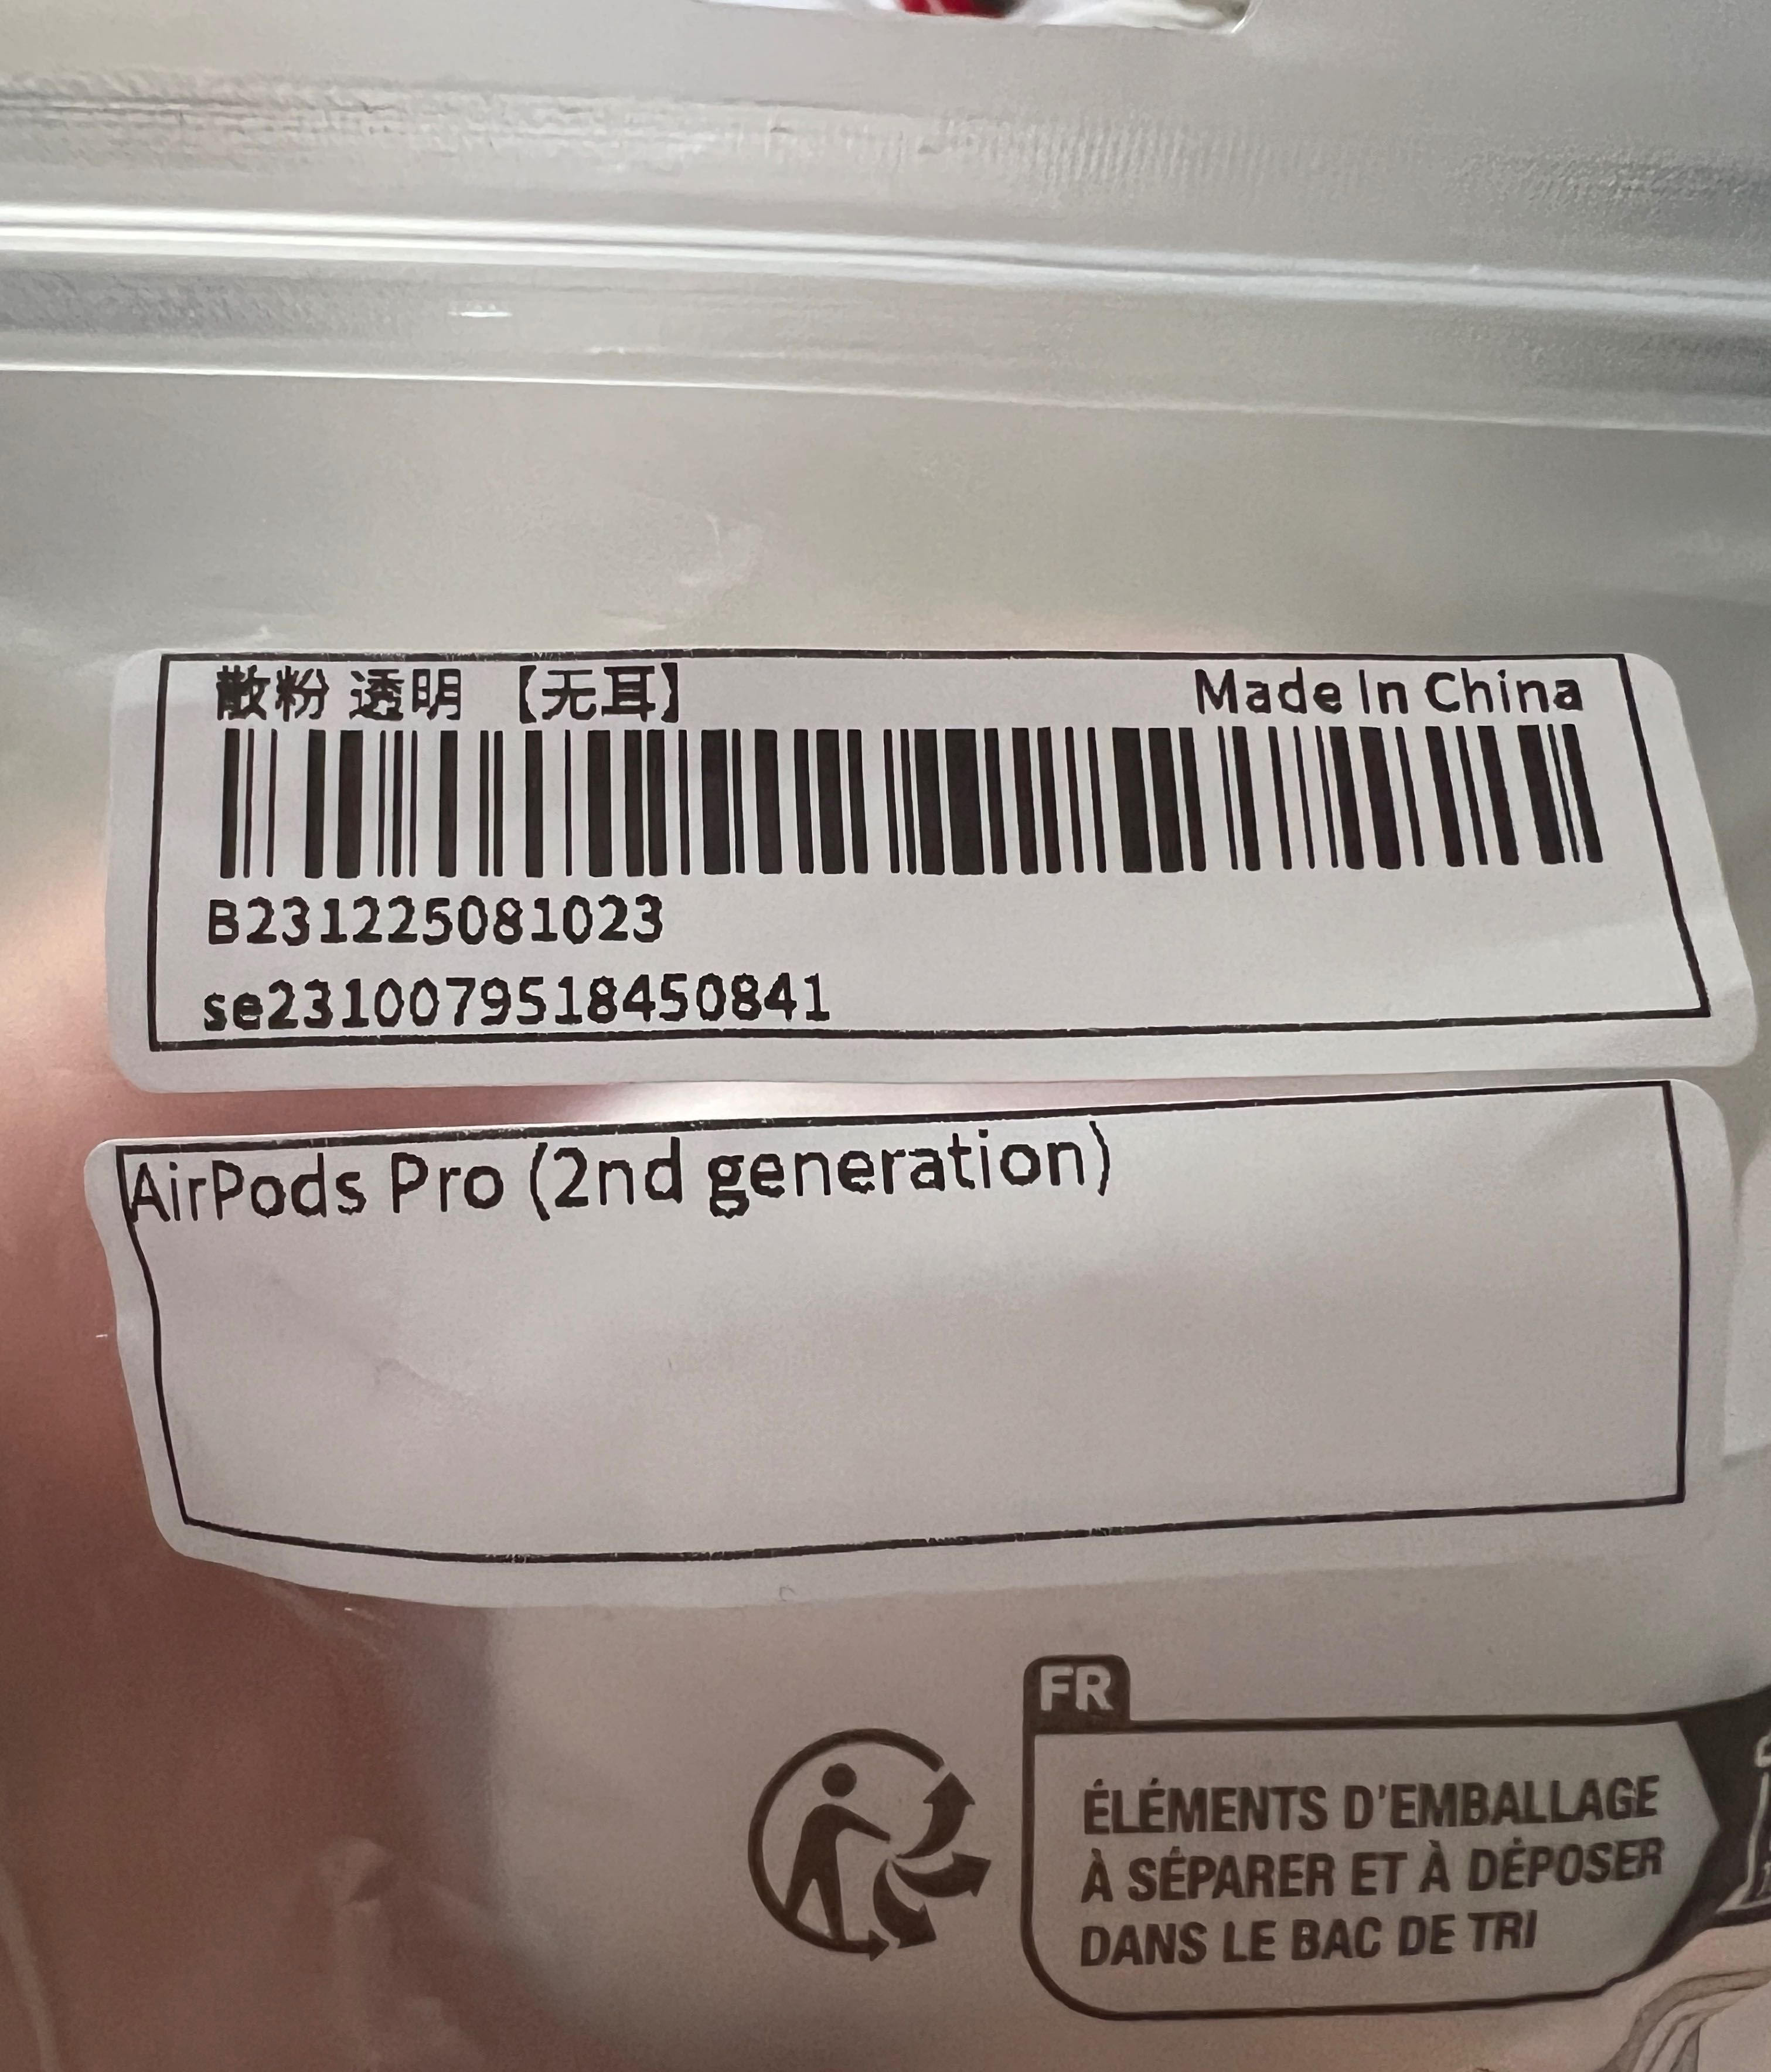 散粉 透明 【无耳】 Made In China
B231225081023
se2310079518450841
AirPods Pro (2nd generation)
FR
ÉLÉMENTS D'EMBALLAGE
À SÉPARER ET À DÉPOSER
DANS LE BAC DE TRI